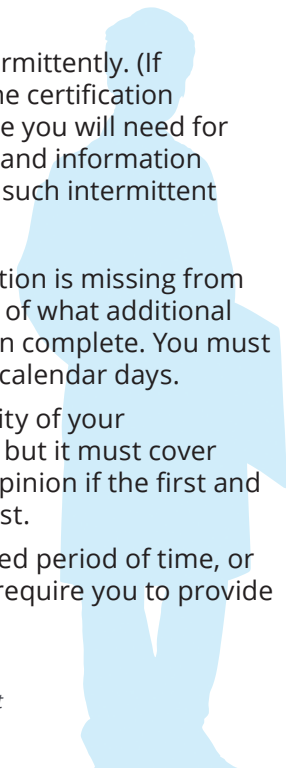 rmittently. (If
ne certification
e you will need for
and information
such intermittent
tion is missing from
of what additional
n complete. You must
calendar days.
ity of your
but it must cover
pinion if the first and
st.
ed period of time, or
require you to provide
t